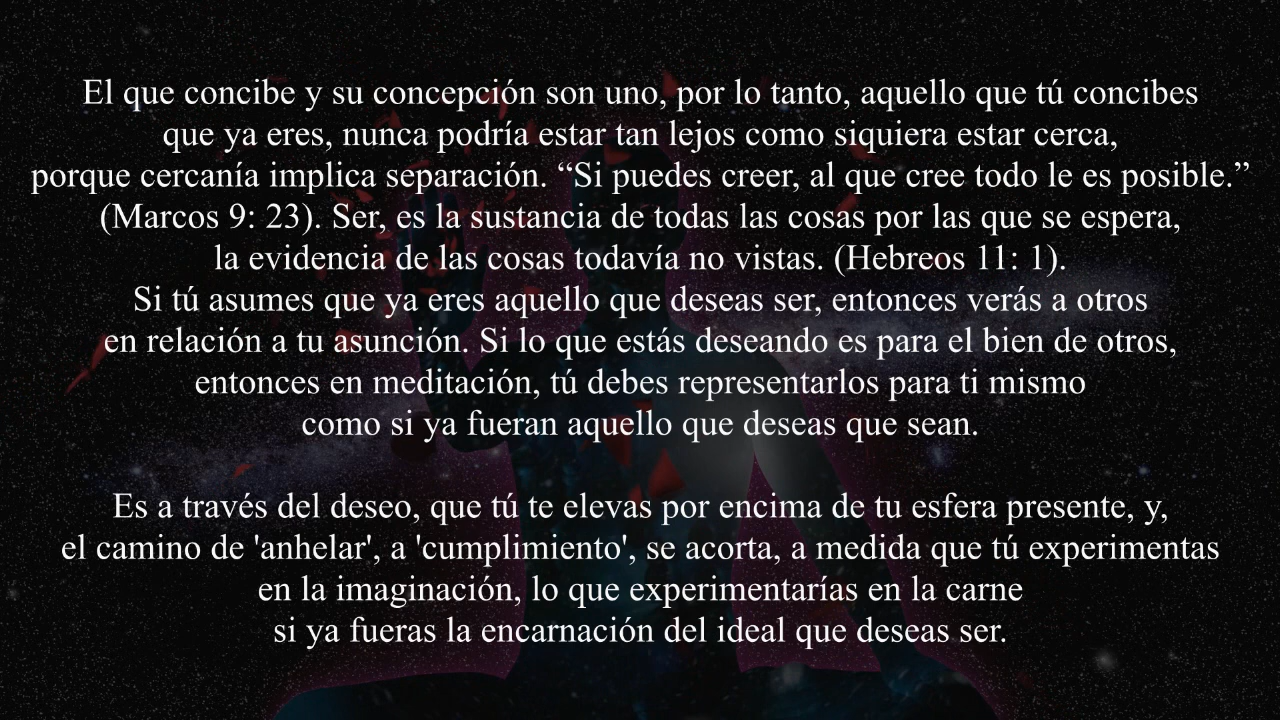 El que concibe y su concepción son uno, por lo tanto, aquello que tú concibes
que ya eres, nunca podría estar tan lejos como siquiera estar cerca,
porque cercanía implica separación. “Si puedes creer, al que cree todo le es posible.”
(Marcos 9: 23). Ser, es la sustancia de todas las cosas por las que se espera,
la evidencia de las cosas todavía no vistas. (Hebreos 11: 1).
Si tú asumes que ya eres aquello que deseas ser, entonces verás a otros
en relación a tu asunción. Si lo que estás deseando es para el bien de otros,
entonces en meditación, tú debes representarlos para ti mismo
como si ya fueran aquello que deseas que sean.
Es a través del deseo, que tú te elevas por encima de tu esfera presente, y,
el camino de 'anhelar', a 'cumplimiento', se acorta, a medida que tú experimentas
en la imaginación, lo que experimentarías en la carne
si ya fueras la encarnación del ideal que deseas ser.